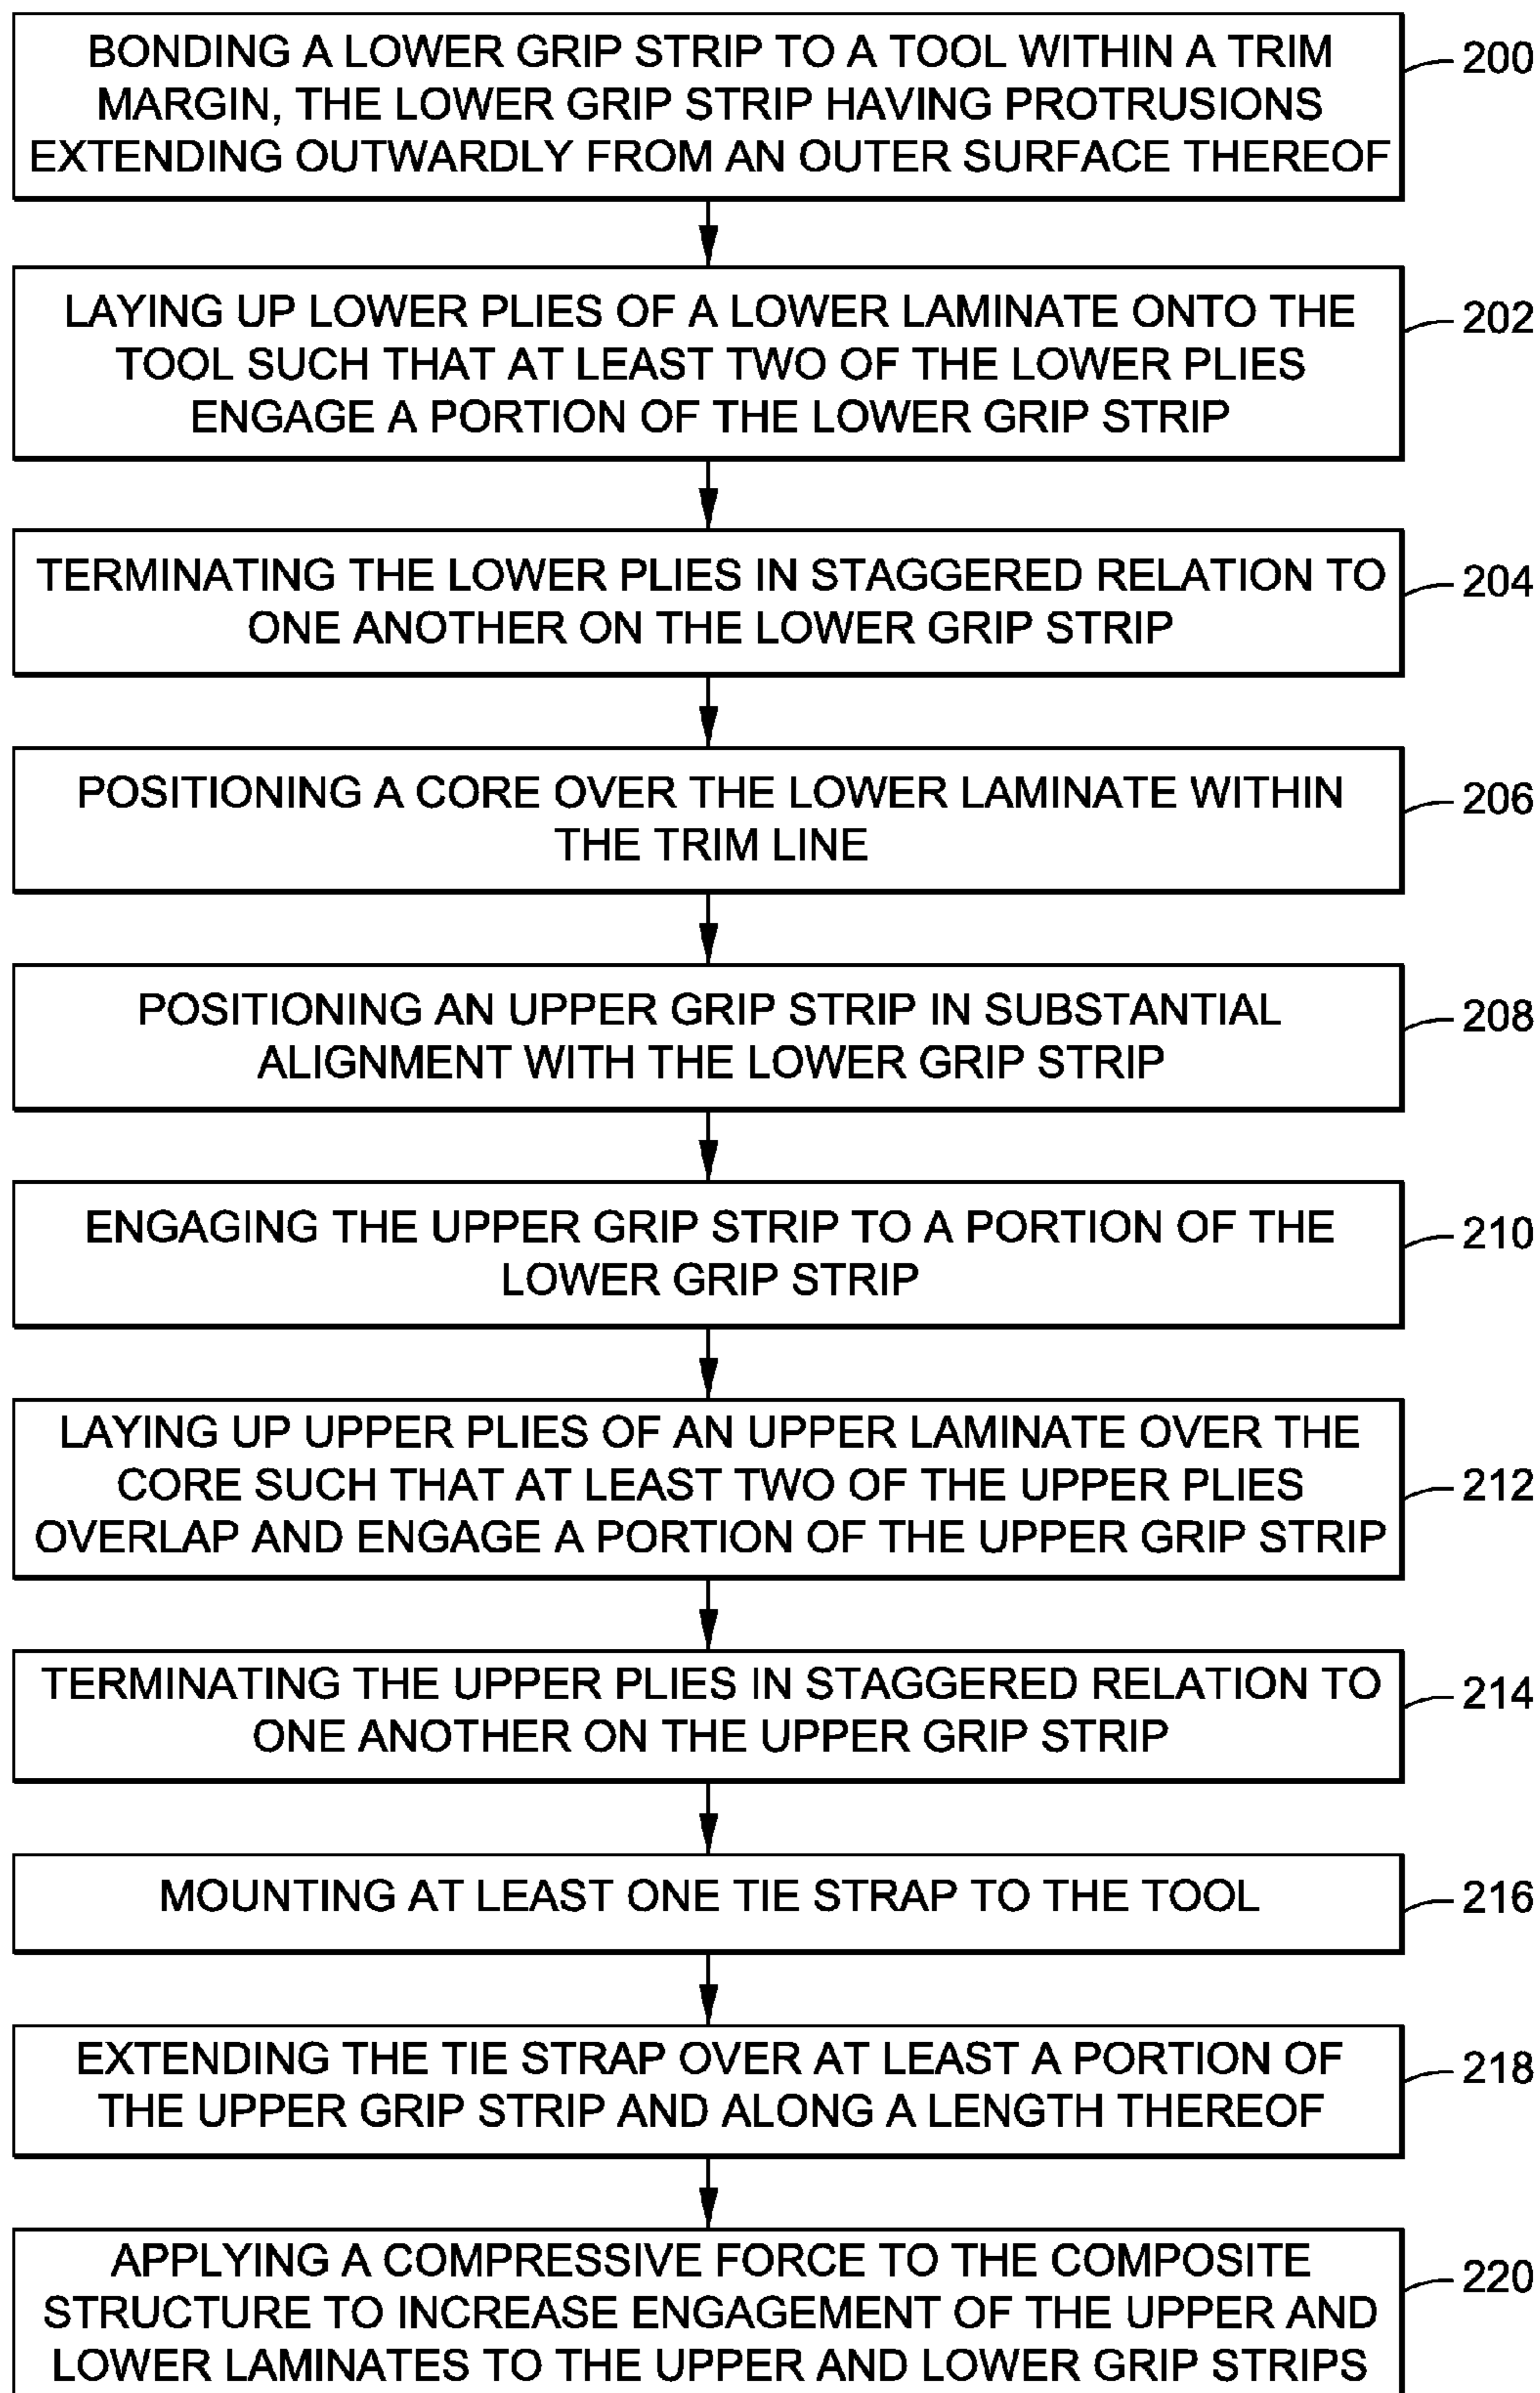 BONDING A LOWER GRIP STRIP TO A TOOL WITHIN A TRIM
MARGIN, THE LOWER GRIP STRIP HAVING PROTRUSIONS
EXTENDING OUTWARDLY FROM AN OUTER SURFACE THEREOF
200
LAYING UP LOWER PLIES OF A LOWER LAMINATE ONTO THE
TOOL SUCH THAT AT LEAST TWO OF THE LOWER PLIES
ENGAGE A PORTION OF THE LOWER GRIP STRIP
202
TERMINATING THE LOWER PLIES IN STAGGERED RELATION TO
ONE ANOTHER ON THE LOWER GRIP STRIP
204
POSITIONING A CORE OVER THE LOWER LAMINATE WITHIN
THE TRIM LINE
206
POSITIONING AN UPPER GRIP STRIP IN SUBSTANTIAL
ALIGNMENT WITH THE LOWER GRIP STRIP
208
ENGAGING THE UPPER GRIP STRIP TO A PORTION OF THE
LOWER GRIP STRIP
210
LAYING UP UPPER PLIES OF AN UPPER LAMINATE OVER THE
CORE SUCH THAT AT LEAST TWO OF THE UPPER PLIES
OVERLAP AND ENGAGE A PORTION OF THE UPPER GRIP STRIP
212
TERMINATING THE UPPER PLIES IN STAGGERED RELATION TO
ONE ANOTHER ON THE UPPER GRIP STRIP
214
MOUNTING AT LEAST ONE TIE STRAP TO THE TOOL
216
EXTENDING THE TIE STRAP OVER AT LEAST A PORTION OF
THE UPPER GRIP STRIP AND ALONG A LENGTH THEREOF
218
APPLYING A COMPRESSIVE FORCE TO THE COMPOSITE
STRUCTURE TO INCREASE ENGAGEMENT OF THE UPPER AND
LOWER LAMINATES TO THE UPPER AND LOWER GRIP STRIPS
220